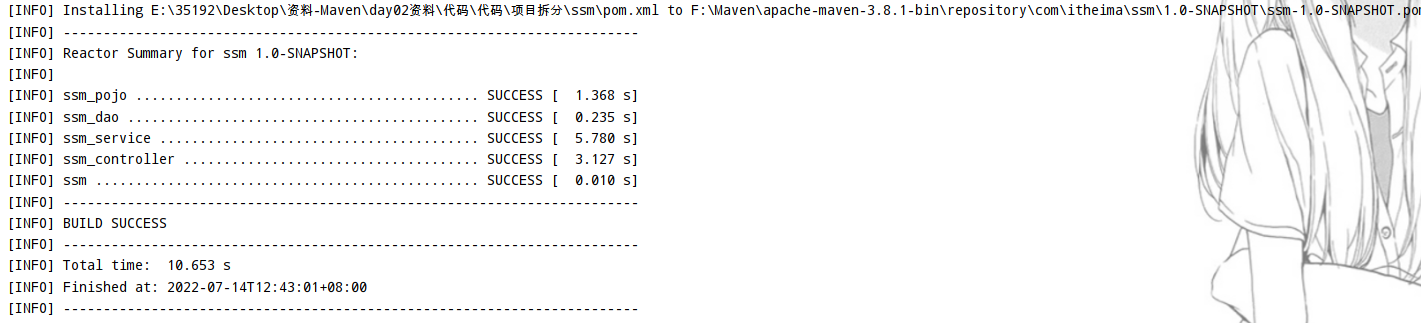 [INFO] Installing E:\35192\Desktop\资料-Maven\day02资料\代码\代码\项目拆分\ssm\pom.xml to F:\Maven\apache-maven-3.8.1-bin\repository\com\itheima\ssm\1.0-SNAPSHOT\ssm-1.0-SNAPSHOT.pom
[INFO] ------------------------------------------------------------------------
[INFO] Reactor Summary for ssm 1.0-SNAPSHOT:
[INFO]
[INFO] ssm_pojo ........................................... SUCCESS [  1.368 s]
[INFO] ssm_dao ............................................ SUCCESS [  0.235 s]
[INFO] ssm_service ........................................ SUCCESS [  5.780 s]
[INFO] ssm_controller ..................................... SUCCESS [  3.127 s]
[INFO] ssm ................................................ SUCCESS [  0.010 s]
[INFO] ------------------------------------------------------------------------
[INFO] BUILD SUCCESS
[INFO] ------------------------------------------------------------------------
[INFO] Total time:  10.653 s
[INFO] Finished at: 2022-07-14T12:43:01+08:00
[INFO] ------------------------------------------------------------------------